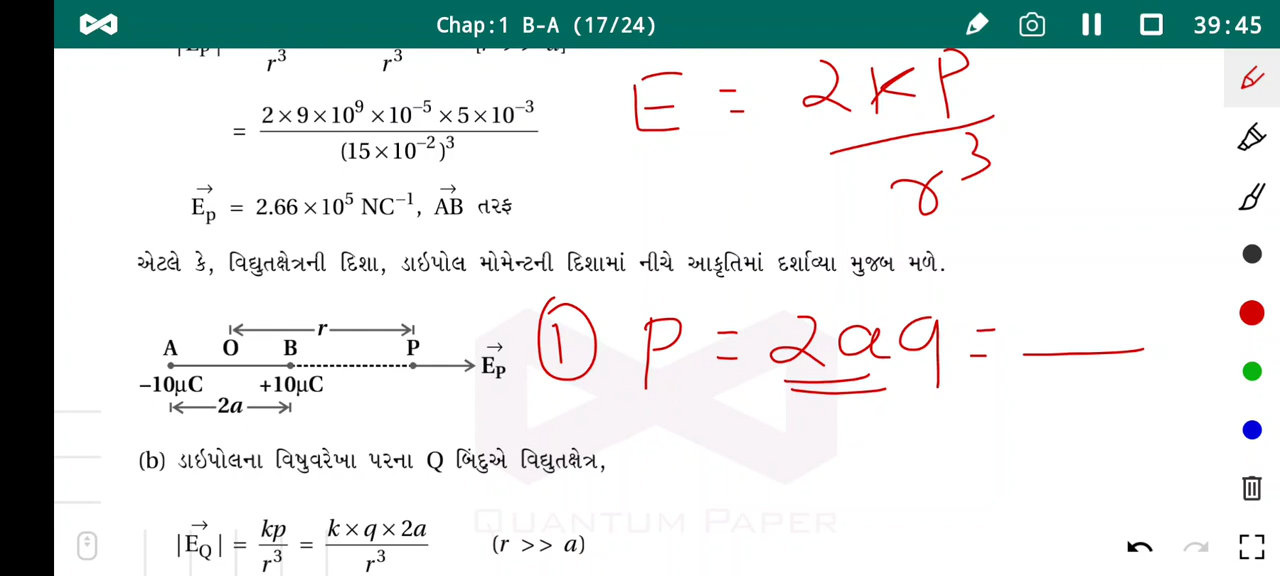 Chap:1 B-A (17/24) 39:45
r³ r³
= 2×9×10⁹×10⁻⁵×5×10⁻³ / (15×10⁻²)³
E = 2KP / r³
E⃗p = 2.66×10⁵ NC⁻¹, A⃗B તરફ
એટલે કે, વિદ્યુતક્ષેત્રની દિશા, ડાઇપોલ મોમેન્ટની દિશામાં નીચે આકૃતિમાં દર્શાવ્યા મુજબ મળે.
① P = 2aq =
r
A O B P E⃗P
−10μC +10μC
2a
(b) ડાઇપોલના વિષુવરેખા પરના Q બિંદુએ વિદ્યુતક્ષેત્ર,
QUANTUM PAPER
|E⃗Q| = kp / r³ = k×q×2a / r³ (r >> a)